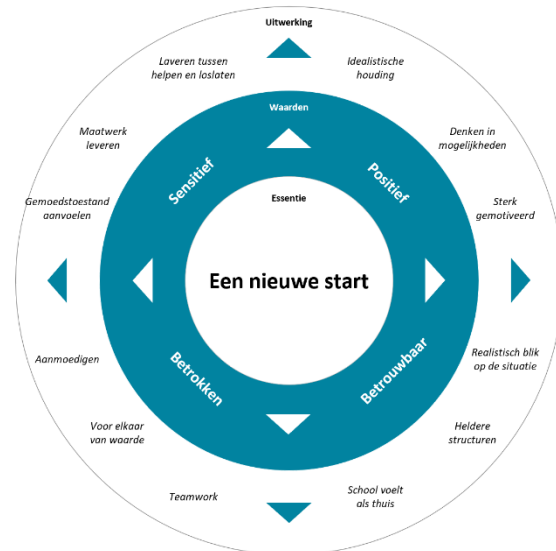 Uitwerking
Laveren tussen
helpen en loslaten
Idealistische
houding
Waarden
Maatwerk
leveren
Denken in
mogelijkheden
Sensitief
Positief
Essentie
Gemoedstoestand
aanvoelen
Sterk
gemotiveerd
Een nieuwe start
Aanmoedigen
Realistisch blik
op de situatie
Betrokken
Betrouwbaar
Voor elkaar
van waarde
Heldere
structuren
Teamwork
School voelt
als thuis